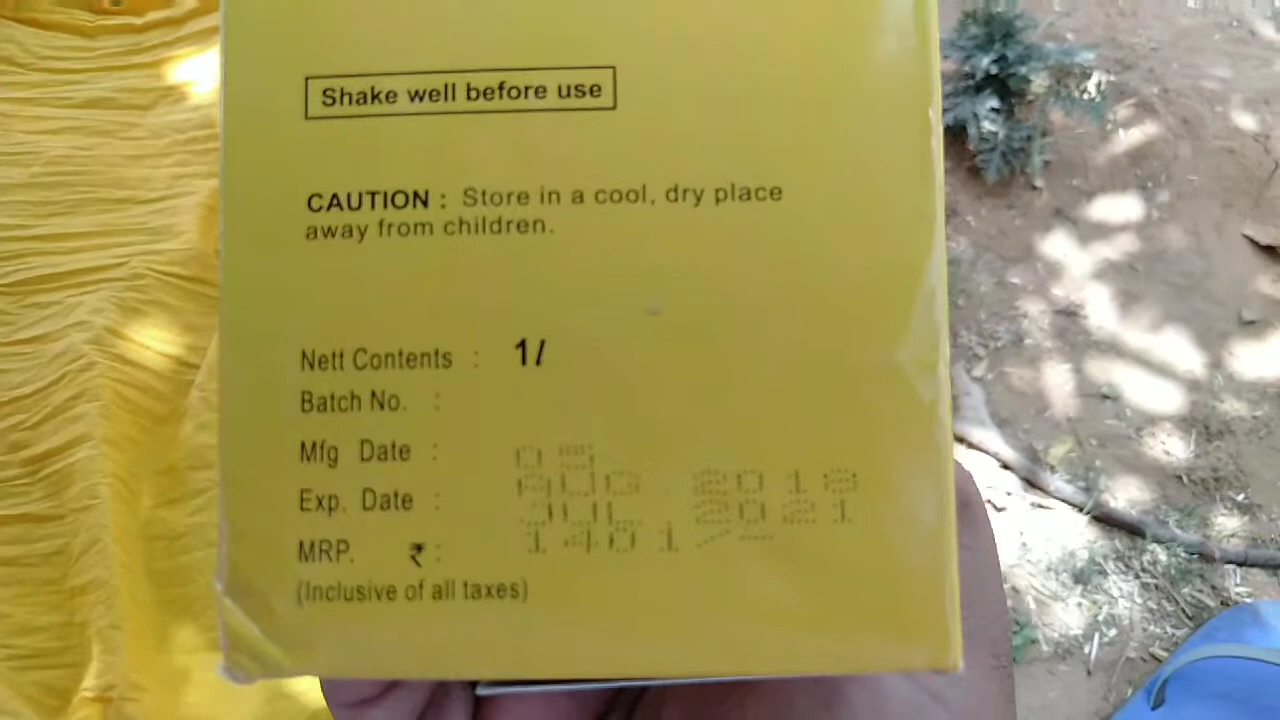 Shake well before use
CAUTION : Store in a cool, dry place
away from children.
Nett Contents : 1l
Batch No. :
Mfg Date :
Exp. Date :
MRP. ₹ :
(Inclusive of all taxes)